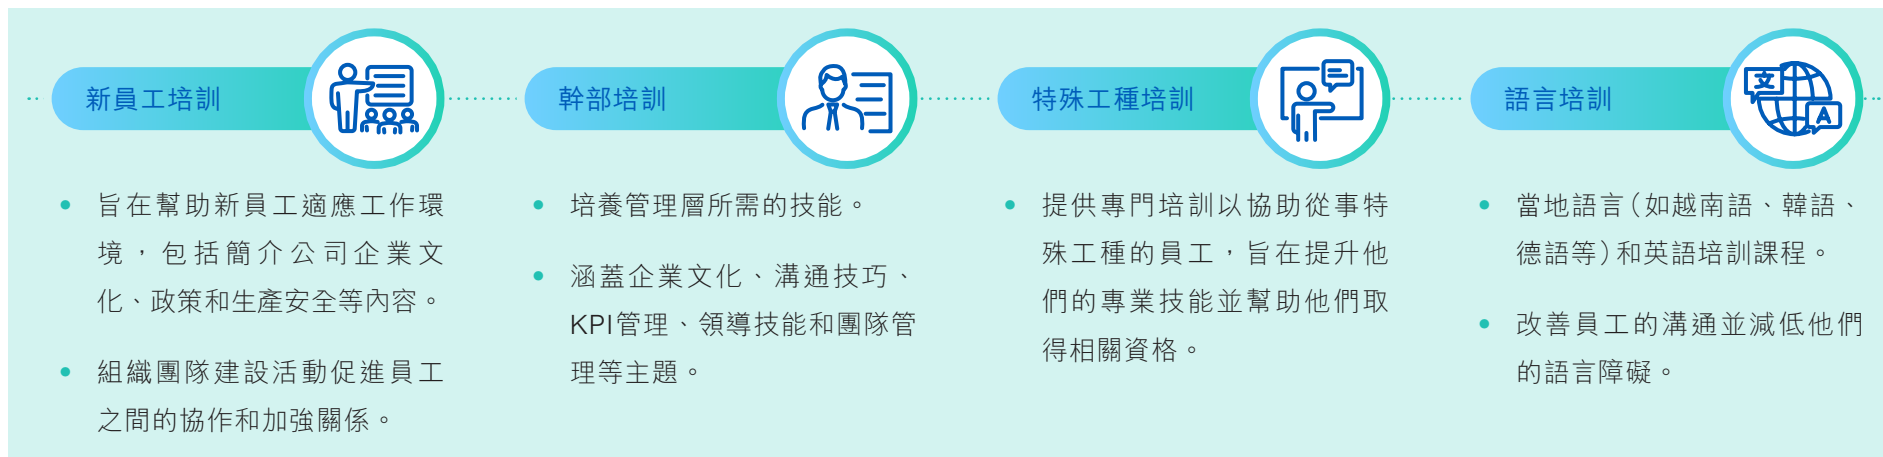 新員工培訓
• 旨在幫助新員工適應工作環
境，包括簡介公司企業文
化、政策和生產安全等內容。
• 組織團隊建設活動促進員工
之間的協作和加強關係。
幹部培訓
• 培養管理層所需的技能。
• 涵蓋企業文化、溝通技巧、
KPI管理、領導技能和團隊管
理等主題。
特殊工種培訓
• 提供專門培訓以協助從事特
殊工種的員工，旨在提升他
們的專業技能並幫助他們取
得相關資格。
語言培訓
文
A
• 當地語言（如越南語、韓語、
德語等）和英語培訓課程。
• 改善員工的溝通並減低他們
的語言障礙。